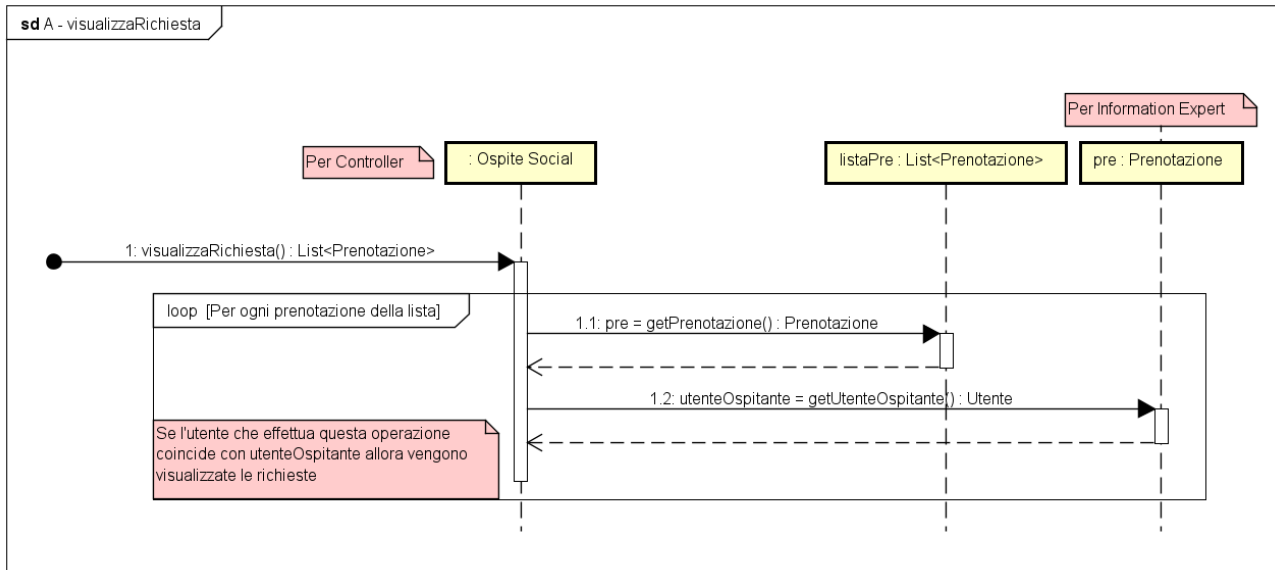 sd A - visualizzaRichiesta
Per Information Expert
Per Controller
: Ospite Social
listaPre : List<Prenotazione>
pre : Prenotazione
1: visualizzaRichiesta() : List<Prenotazione>
loop [Per ogni prenotazione della lista]
1.1: pre = getPrenotazione() : Prenotazione
1.2: utenteOspitante = getUtenteOspitante() : Utente
Se l'utente che effettua questa operazione
coincide con utenteOspitante allora vengono
visualizzate le richieste